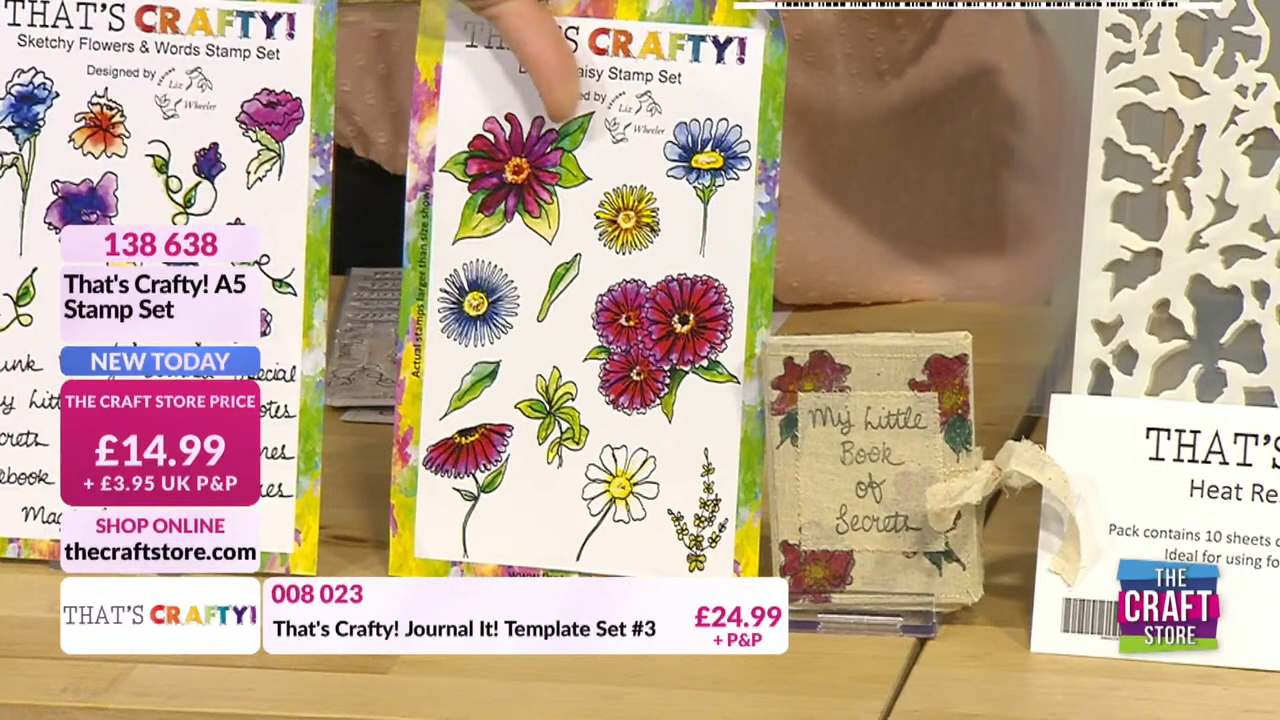 THAT'S CRAFTY!
Sketchy Flowers & Words Stamp Set
Designed by
Liz
Wheeler
THAT'S CRAFTY!
aisy Stamp Set
ed by
Liz
Wheeler
Actual stamps larger than size shown
138 638
That's Crafty! A5
Stamp Set
NEW TODAY
THE CRAFT STORE PRICE
£14.99
+ £3.95 UK P&P
SHOP ONLINE
thecraftstore.com
THAT'S CRAFTY!
008 023
That's Crafty! Journal It! Template Set #3
£24.99
+ P&P
My Little
Book
of
Secrets
THAT'S
Heat Re
Pack contains 10 sheets
Ideal for using fo
THE
CRAFT
STORE